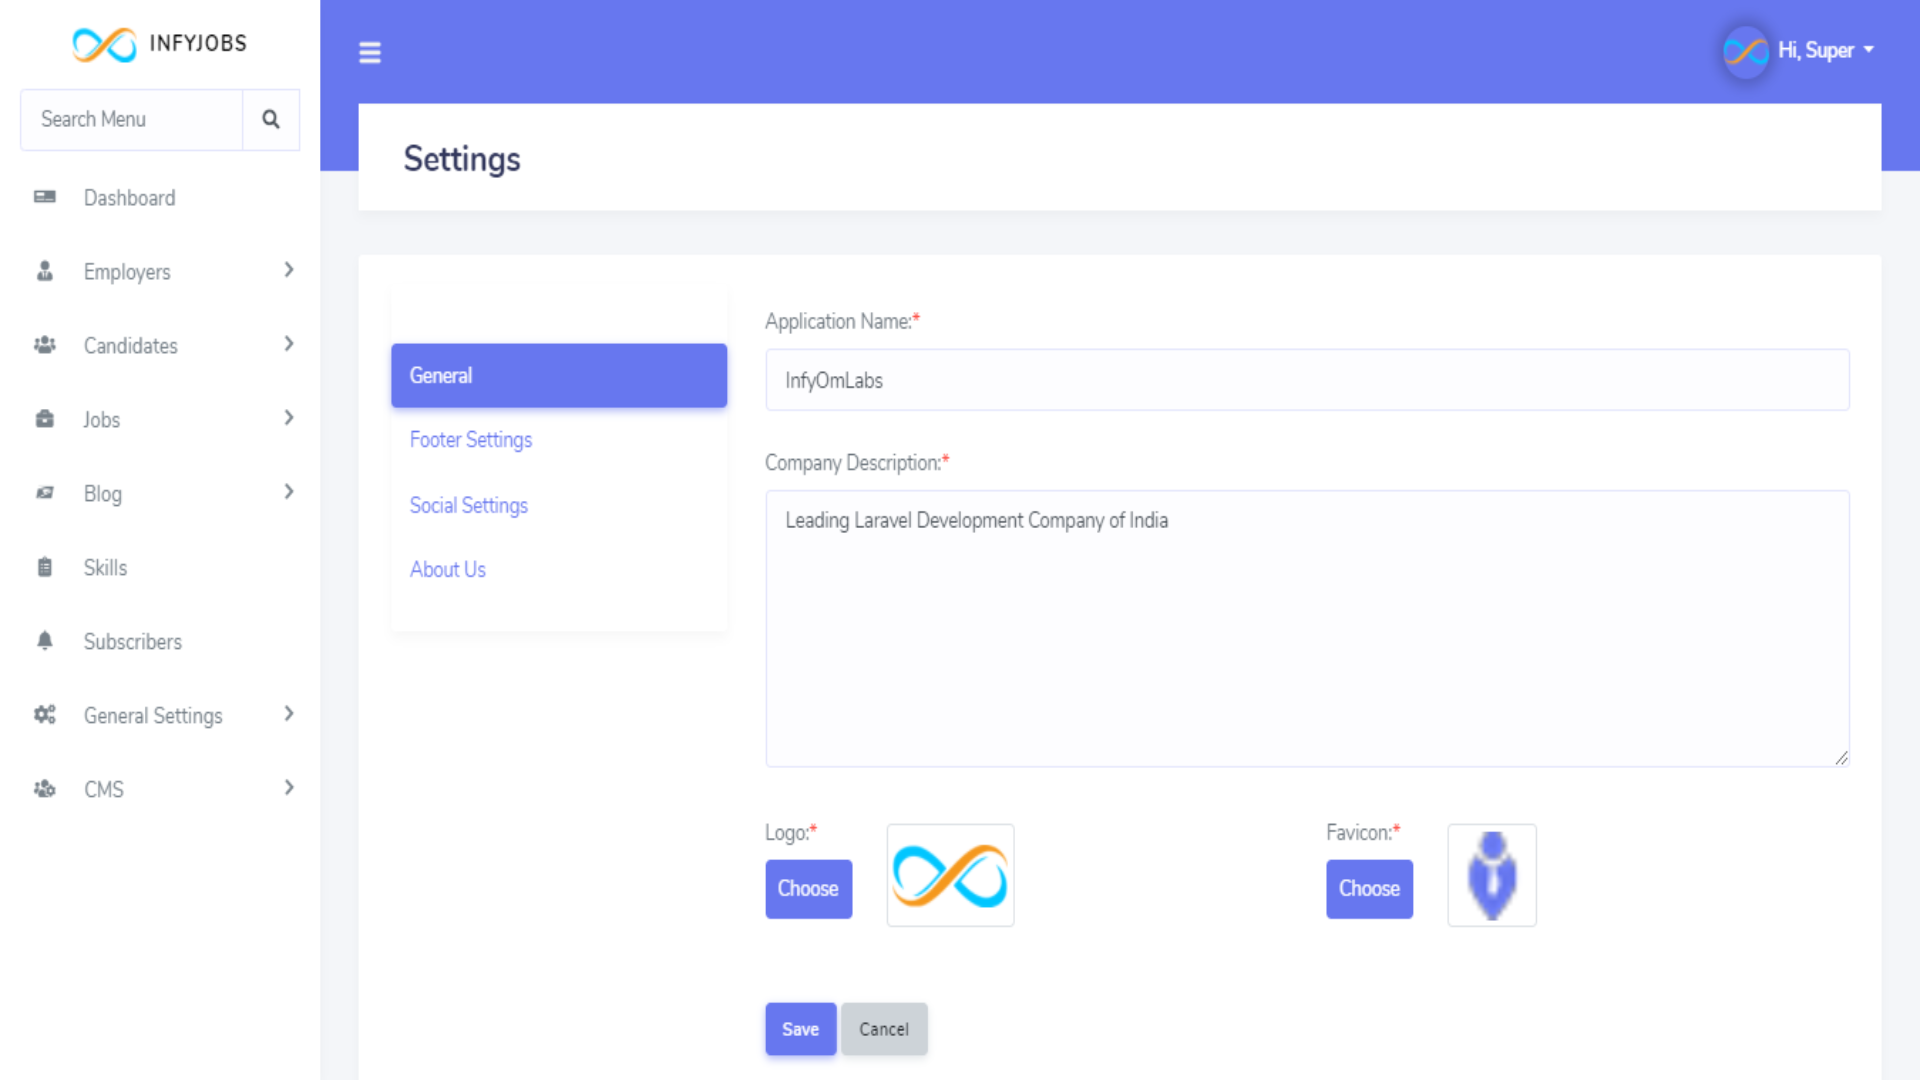 INFYJOBS
Search Menu
Dashboard
Employers
Candidates
Jobs
Blog
Skills
Subscribers
General Settings
CMS
Hi, Super
Settings
General
Footer Settings
Social Settings
About Us
Application Name:*
InfyOmLabs
Company Description:*
Leading Laravel Development Company of India
Logo:*
Choose
Favicon:*
Choose
Save
Cancel